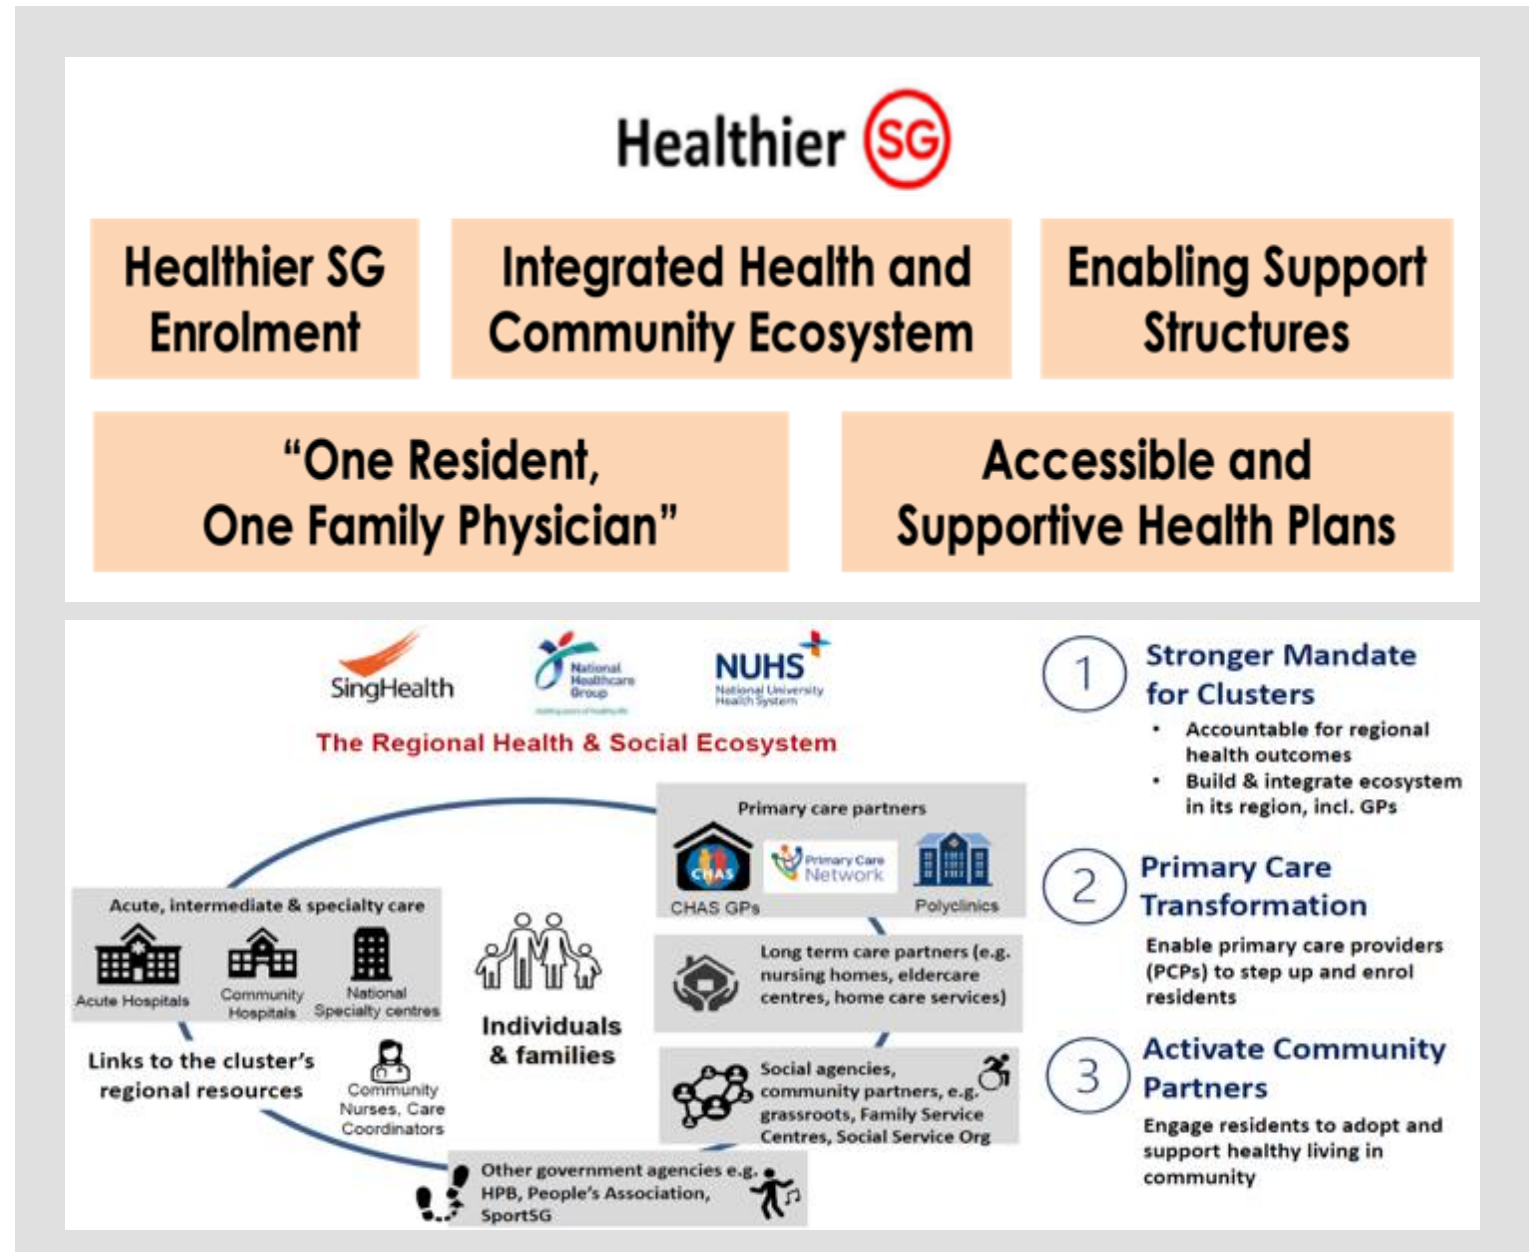 Healthier SG
Healthier SG
Enrolment
Integrated Health and
Community Ecosystem
Enabling Support
Structures
“One Resident,
One Family Physician”
Accessible and
Supportive Health Plans
SingHealth
National
Healthcare
Group
NUHS
National University
Health System
The Regional Health & Social Ecosystem
Primary care partners
CHAS
Primary Care
Network
CHAS GPs
Polyclinics
Acute, intermediate & specialty care
Acute Hospitals
Community
Hospitals
National
Specialty centres
Long term care partners (e.g.
nursing homes, eldercare
centres, home care services)
Individuals
& families
Links to the cluster’s
regional resources
Community
Nurses, Care
Coordinators
Social agencies,
community partners, e.g.
grassroots, Family Service
Centres, Social Service Org
Other government agencies e.g.
HPB, People’s Association,
SportSG
1
Stronger Mandate
for Clusters
• Accountable for regional
health outcomes
• Build & integrate ecosystem
in its region, incl. GPs
2
Primary Care
Transformation
Enable primary care providers
(PCPs) to step up and enrol
residents
3
Activate Community
Partners
Engage residents to adopt and
support healthy living in
community